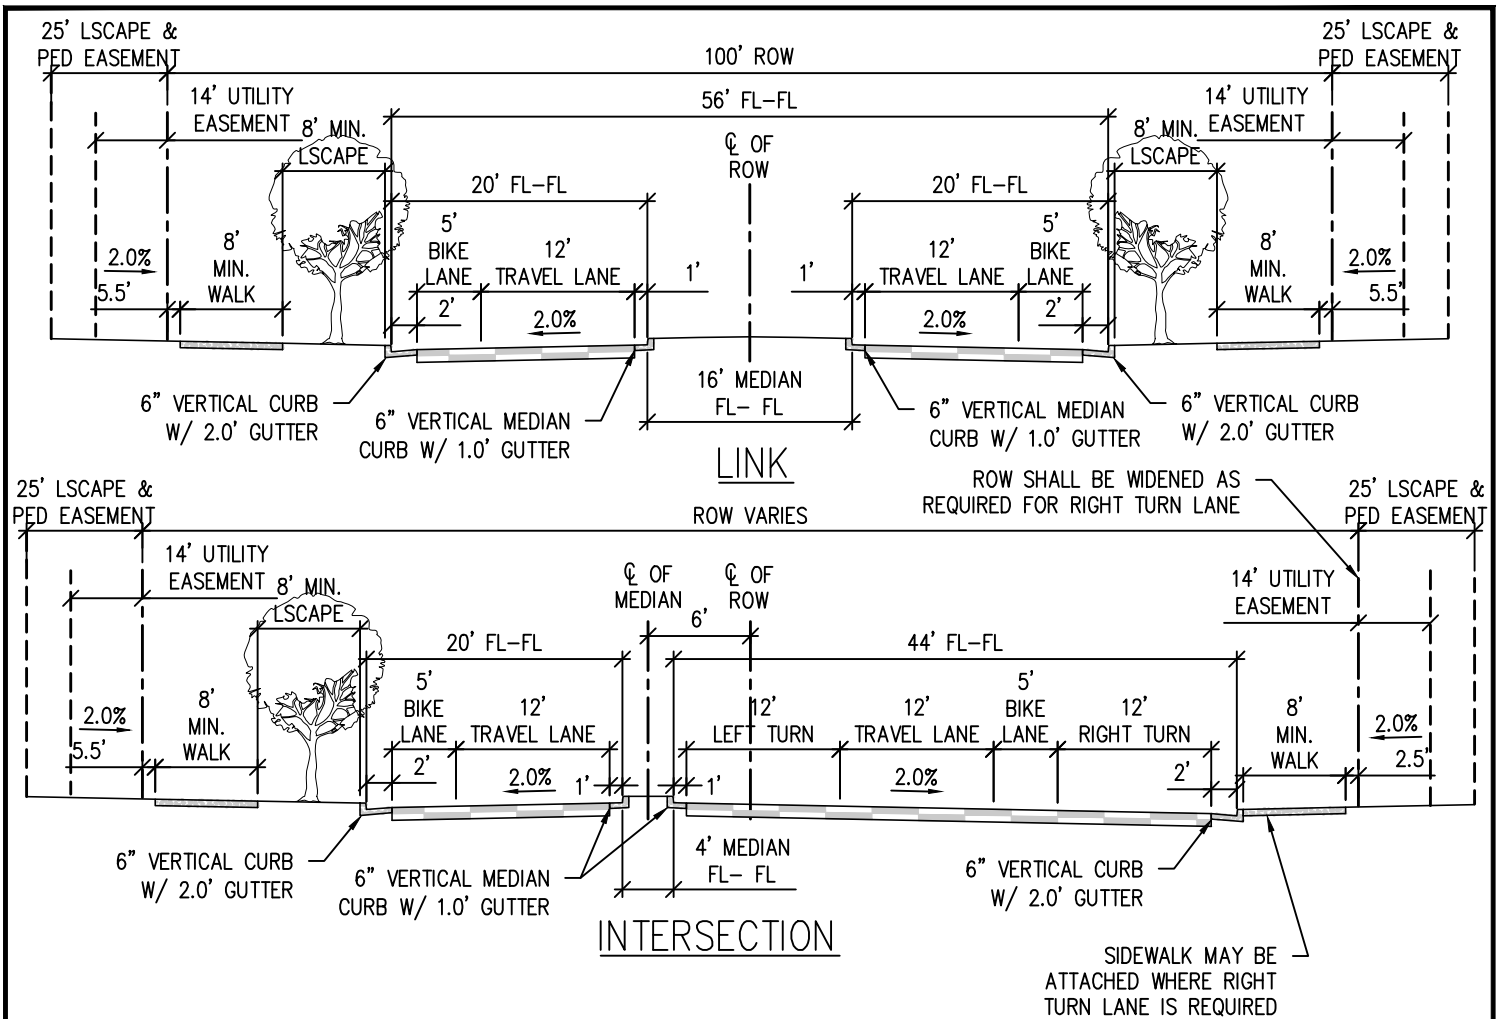 25' LSCAPE &
PED EASEMENT
100' ROW
25' LSCAPE &
PED EASEMENT
14' UTILITY
EASEMENT
8' MIN.
LSCAPE
56' FL-FL
℄ OF
ROW
14' UTILITY
EASEMENT
8' MIN.
LSCAPE
20' FL-FL
20' FL-FL
2.0%
5.5'
8'
MIN.
WALK
5'
BIKE
LANE
12'
TRAVEL LANE
1'
2'
2.0%
1'
12'
TRAVEL LANE
5'
BIKE
LANE
2.0%
2'
8'
MIN.
WALK
2.0%
5.5'
6" VERTICAL CURB
W/ 2.0' GUTTER
6" VERTICAL MEDIAN
CURB W/ 1.0' GUTTER
16' MEDIAN
FL- FL
6" VERTICAL MEDIAN
CURB W/ 1.0' GUTTER
6" VERTICAL CURB
W/ 2.0' GUTTER
LINK
ROW SHALL BE WIDENED AS
REQUIRED FOR RIGHT TURN LANE
25' LSCAPE &
PED EASEMENT
ROW VARIES
25' LSCAPE &
PED EASEMENT
14' UTILITY
EASEMENT
8' MIN.
LSCAPE
℄ OF
MEDIAN
℄ OF
ROW
6'
14' UTILITY
EASEMENT
20' FL-FL
44' FL-FL
2.0%
5.5'
8'
MIN.
WALK
5'
BIKE
LANE
12'
TRAVEL LANE
2'
2.0%
1'
12'
LEFT TURN
1'
12'
TRAVEL LANE
2.0%
5'
BIKE
LANE
12'
RIGHT TURN
2'
8'
MIN.
WALK
2.0%
2.5'
6" VERTICAL CURB
W/ 2.0' GUTTER
6" VERTICAL MEDIAN
CURB W/ 1.0' GUTTER
4' MEDIAN
FL- FL
6" VERTICAL CURB
W/ 2.0' GUTTER
INTERSECTION
SIDEWALK MAY BE
ATTACHED WHERE RIGHT
TURN LANE IS REQUIRED